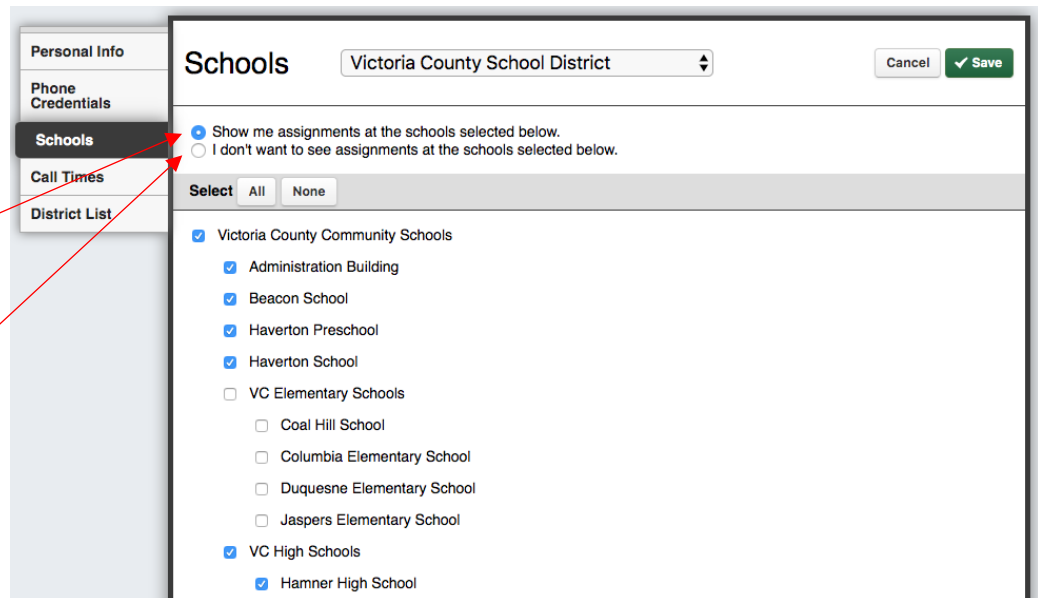 Personal Info
Phone
Credentials
Schools
Call Times
District List
Schools
Victoria County School District
Cancel
Save
Show me assignments at the schools selected below.
I don't want to see assignments at the schools selected below.
Select All None
Victoria County Community Schools
Administration Building
Beacon School
Haverton Preschool
Haverton School
VC Elementary Schools
Coal Hill School
Columbia Elementary School
Duquesne Elementary School
Jaspers Elementary School
VC High Schools
Hamner High School